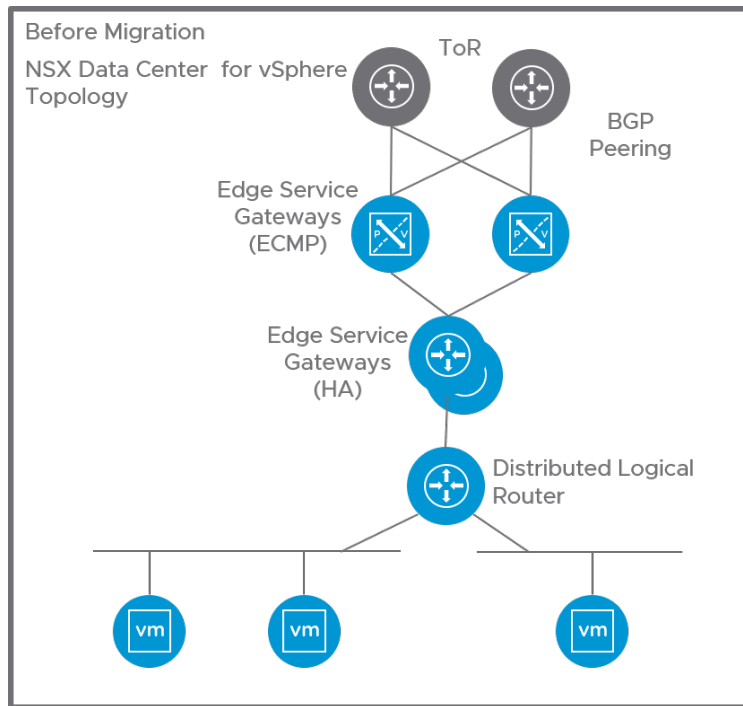 Before Migration
NSX Data Center for vSphere
Topology
ToR
BGP
Peering
Edge Service
Gateways
(ECMP)
P V
P V
Edge Service
Gateways
(HA)
Distributed Logical
Router
vm
vm
vm